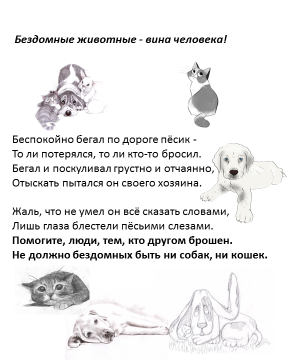 Бездомные животные - вина человека!
Беспокойно бегал по дороге пёсик -
То ли потерялся, то ли кто-то бросил.
Бегал и поскуливал грустно и отчаянно,
Отыскать пытался он своего хозяина.
Жаль, что не умел он всё сказать словами,
Лишь глаза блестели пёсьими слезами.
Помогите, люди, тем, кто другом брошен.
Не должно бездомных быть ни собак, ни кошек.